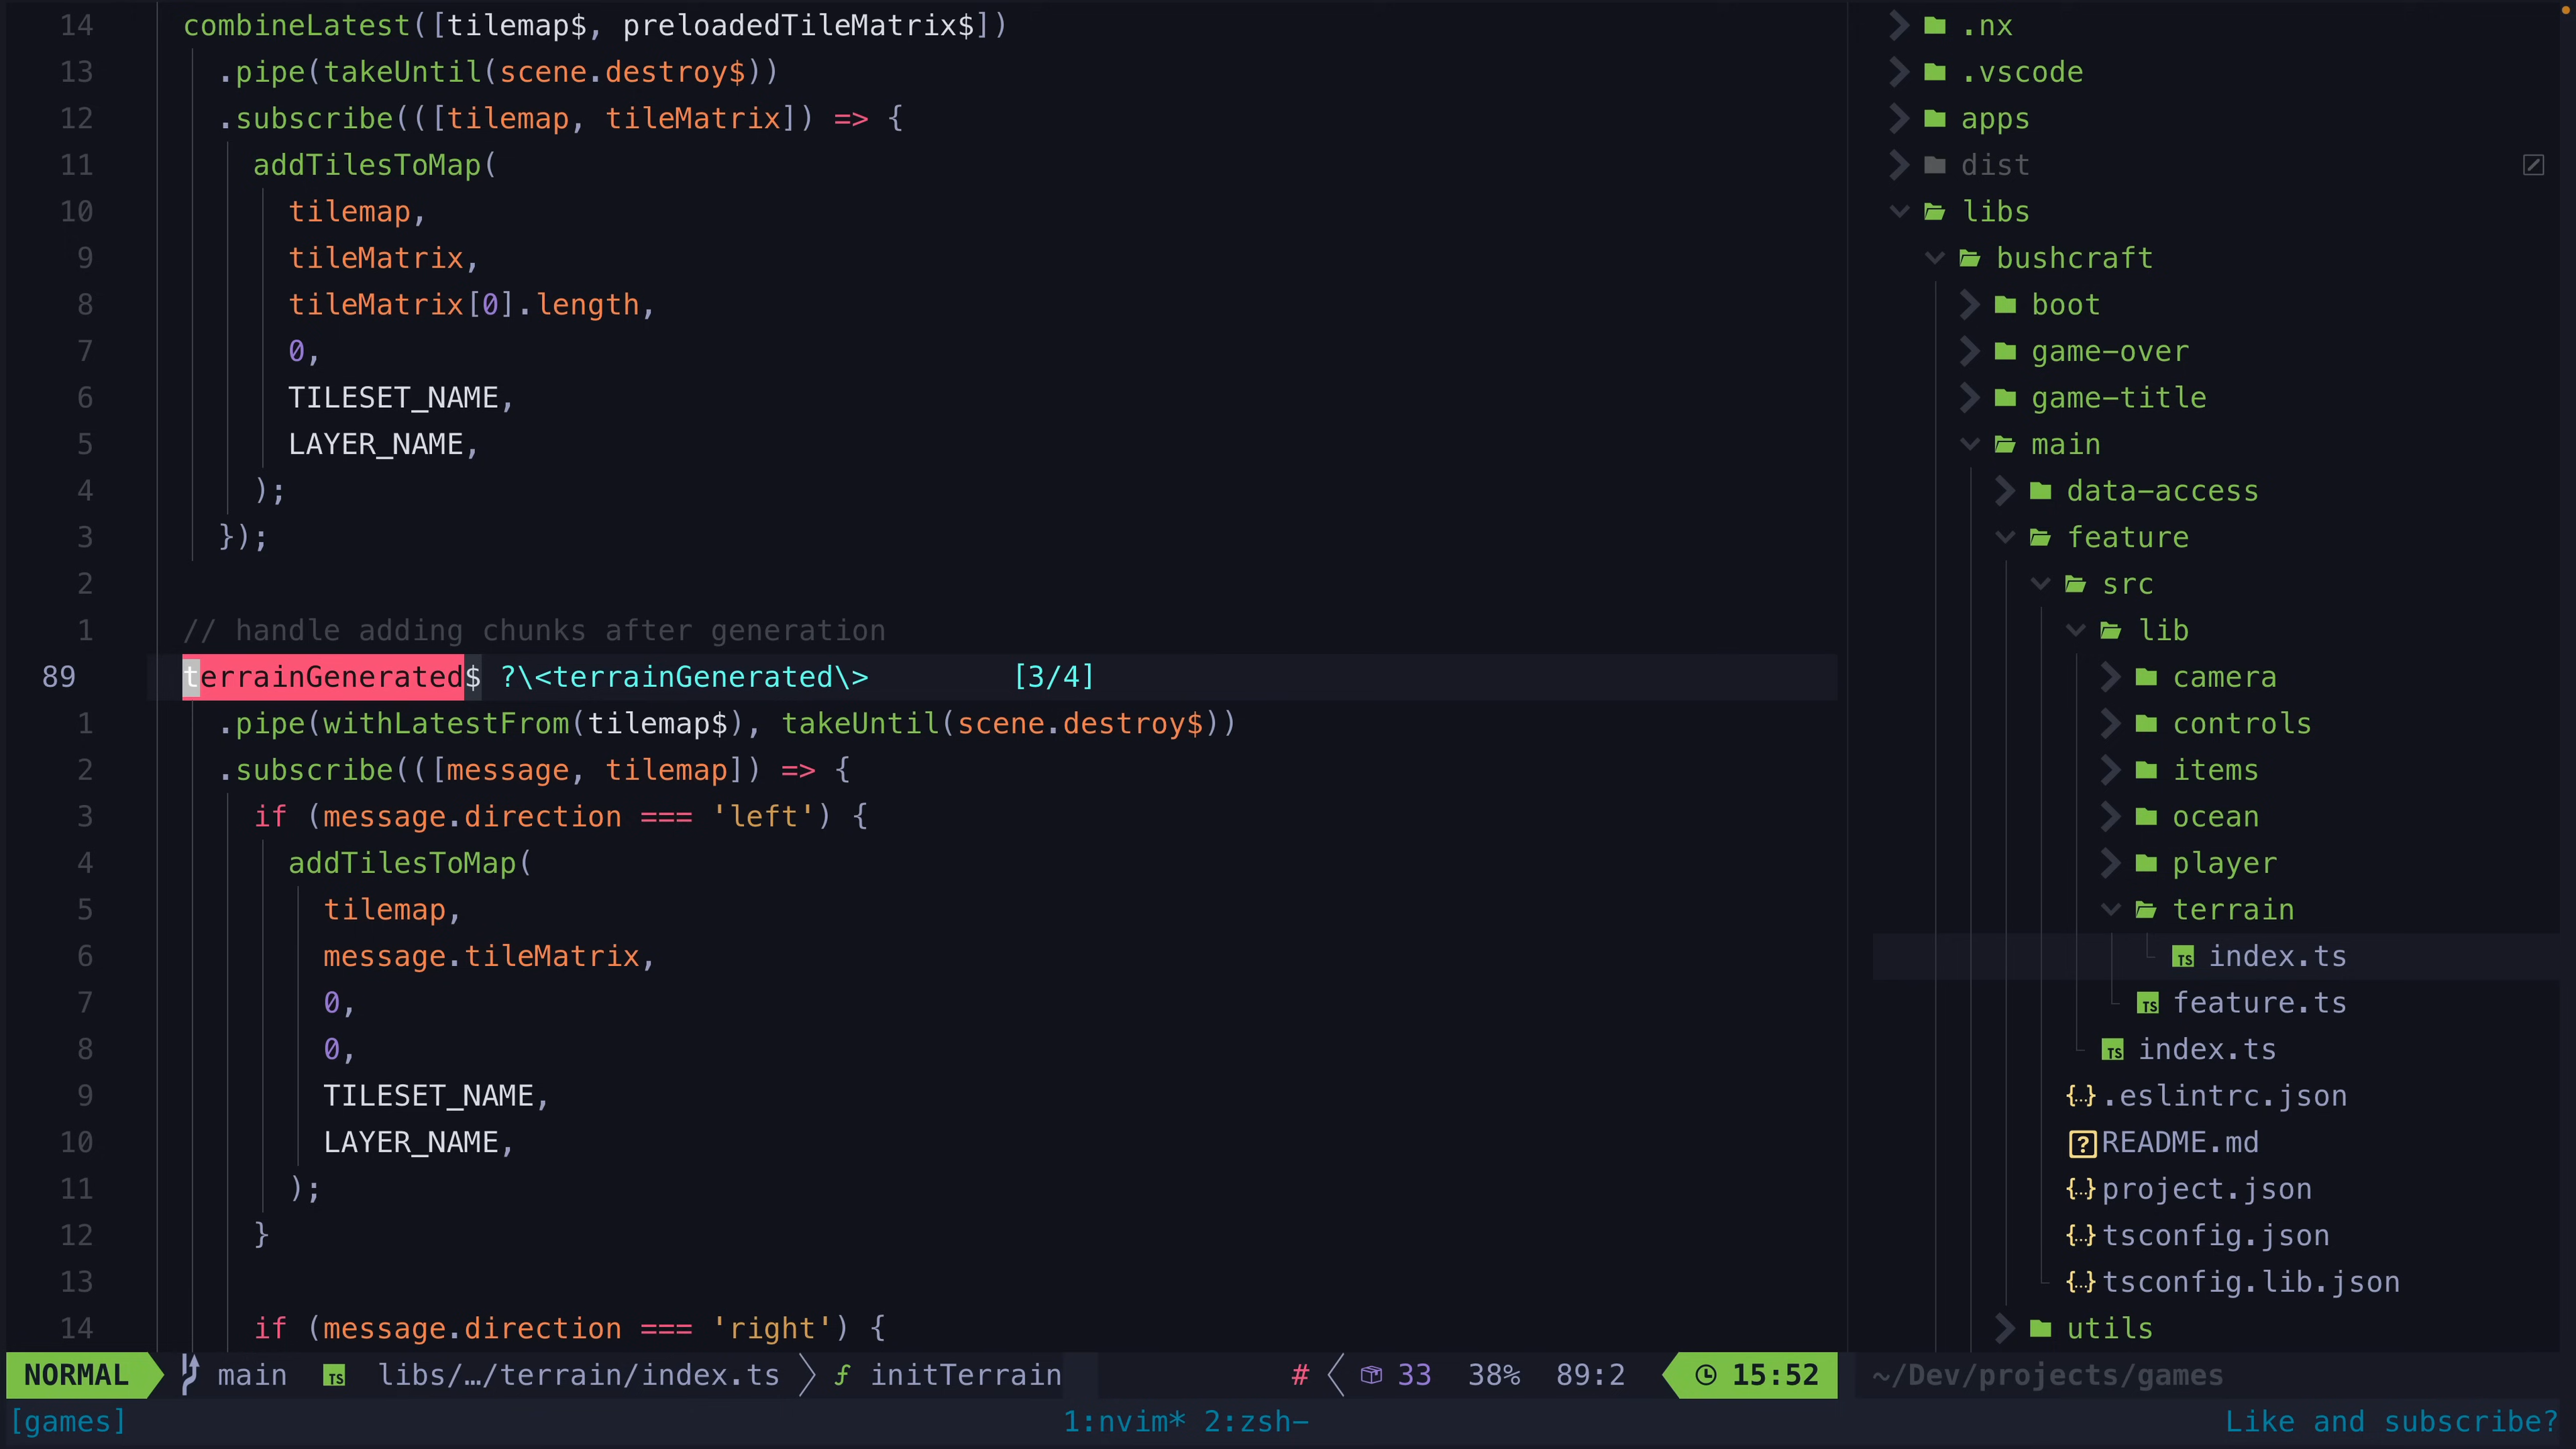 14 combineLatest([tilemap$, preloadedTileMatrix$])
13 .pipe(takeUntil(scene.destroy$))
12 .subscribe(([tilemap, tileMatrix]) => {
11 addTilesToMap(
10 tilemap,
9 tileMatrix,
8 tileMatrix[0].length,
7 0,
6 TILESET_NAME,
5 LAYER_NAME,
4 );
3 });
2
1 // handle adding chunks after generation
89 terrainGenerated$ ?\<terrainGenerated\> [3/4]
1 .pipe(withLatestFrom(tilemap$), takeUntil(scene.destroy$))
2 .subscribe(([message, tilemap]) => {
3 if (message.direction === 'left') {
4 addTilesToMap(
5 tilemap,
6 message.tileMatrix,
7 0,
8 0,
9 TILESET_NAME,
10 LAYER_NAME,
11 );
12 }
13
14 if (message.direction === 'right') {
.nx
.vscode
apps
dist
libs
bushcraft
boot
game-over
game-title
main
data-access
feature
src
lib
camera
controls
items
ocean
player
terrain
TS index.ts
TS feature.ts
TS index.ts
{..} .eslintrc.json
? README.md
{..} project.json
{..} tsconfig.json
{..} tsconfig.lib.json
utils
NORMAL main TS libs/…/terrain/index.ts ƒ initTerrain # 33 38% 89:2 15:52 ~/Dev/projects/games
[games] 1:nvim* 2:zsh- Like and subscribe?